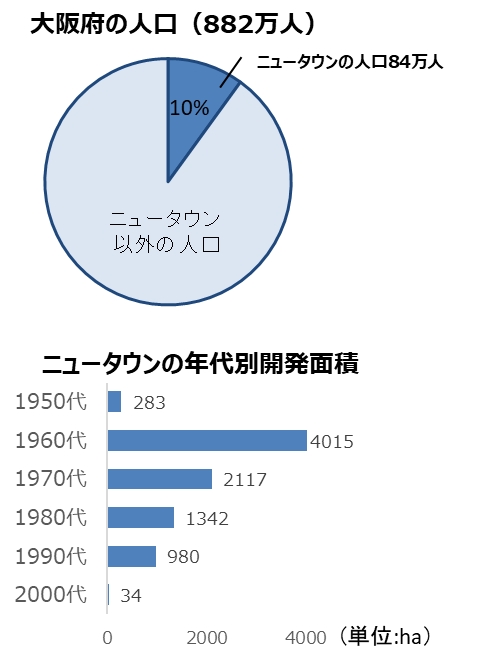 大阪府の人口（882万人）
ニュータウンの人口84万人
10%
ニュータウン
以外の人口
ニュータウンの年代別開発面積
1950代 283
1960代 4015
1970代 2117
1980代 1342
1990代 980
2000代 34
0 2000 4000（単位:ha）